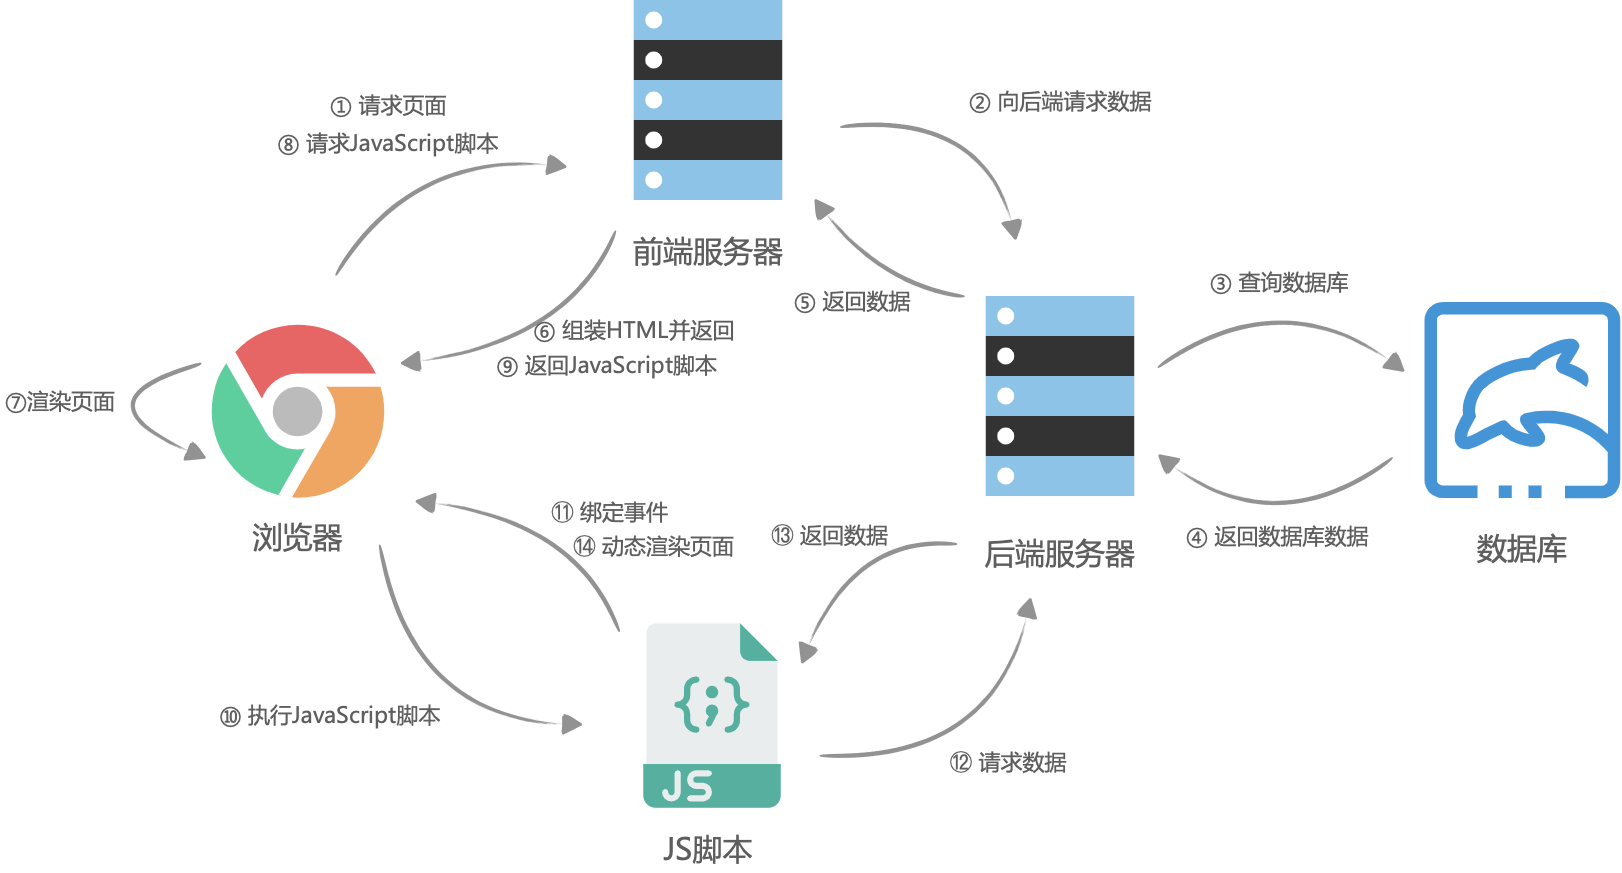 ① 请求页面
⑧ 请求JavaScript脚本
② 向后端请求数据
前端服务器
⑤ 返回数据
③ 查询数据库
⑥ 组装HTML并返回
⑨ 返回JavaScript脚本
⑦渲染页面
浏览器
⑪ 绑定事件
⑭ 动态渲染页面
⑬ 返回数据
后端服务器
④ 返回数据库数据
数据库
⑩ 执行JavaScript脚本
{;}
JS
⑫ 请求数据
JS脚本